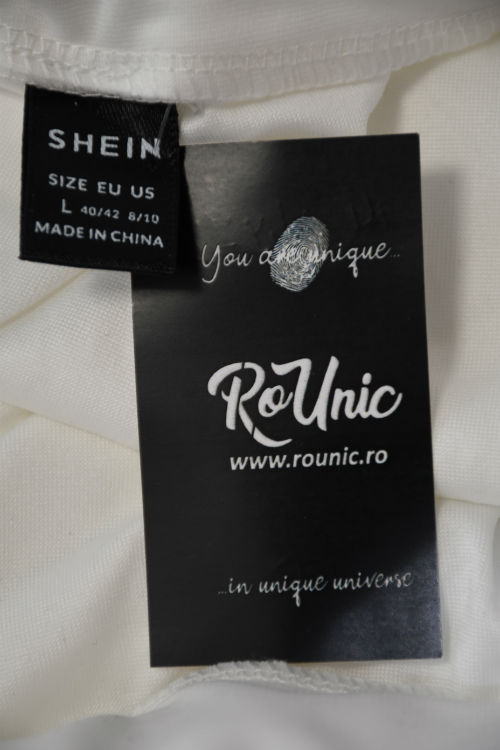 SHEIN
SIZE EU US
L 40/42 8/10
MADE IN CHINA
You are unique...
RoUnic
www.rounic.ro
...in unique universe